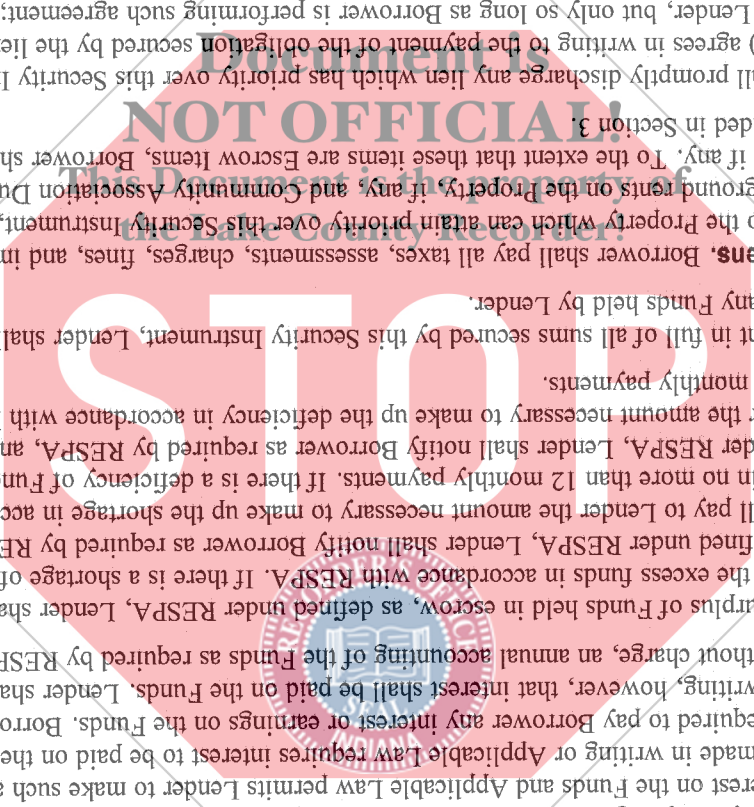 Document is
NOT OFFICIAL!
This Document is the property of
the Lake County Recorder!
STOP
RECORDER'S OFFICE
SEAL
INDIANA
rest on the Funds and Applicable Law permits Lender to make such a
made in writing or Applicable Law requires interest to be paid on the
equired to pay Borrower any interest or earnings on the Funds. Borro
writing, however, that interest shall be paid on the Funds. Lender sha
thout charge, an annual accounting of the Funds as required by RESP
rplus of Funds held in escrow, as defined under RESPA, Lender sha
the excess funds in accordance with RESPA. If there is a shortage of
fined under RESPA, Lender shall notify Borrower as required by RE
ll pay to Lender the amount necessary to make up the shortage in acc
in no more than 12 monthly payments. If there is a deficiency of Fun
der RESPA, Lender shall notify Borrower as required by RESPA, an
r the amount necessary to make up the deficiency in accordance with
monthly payments.
nt in full of all sums secured by this Security Instrument, Lender shal
any Funds held by Lender.
ens. Borrower shall pay all taxes, assessments, charges, fines, and im
o the Property which can attain priority over this Security Instrument,
ground rents on the Property, if any, and Community Association Du
if any. To the extent that these items are Escrow Items, Borrower sh
ded in Section 3.
all promptly discharge any lien which has priority over this Security I
) agrees in writing to the payment of the obligation secured by the lie
Lender, but only so long as Borrower is performing such agreement;